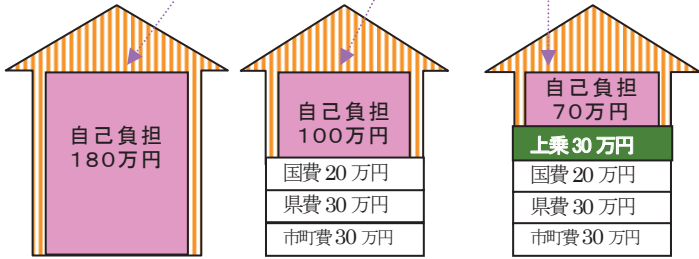 自己負担
180万円
自己負担
100万円
国費20万円
県費30万円
市町費30万円
自己負担
70万円
上乗30万円
国費20万円
県費30万円
市町費30万円